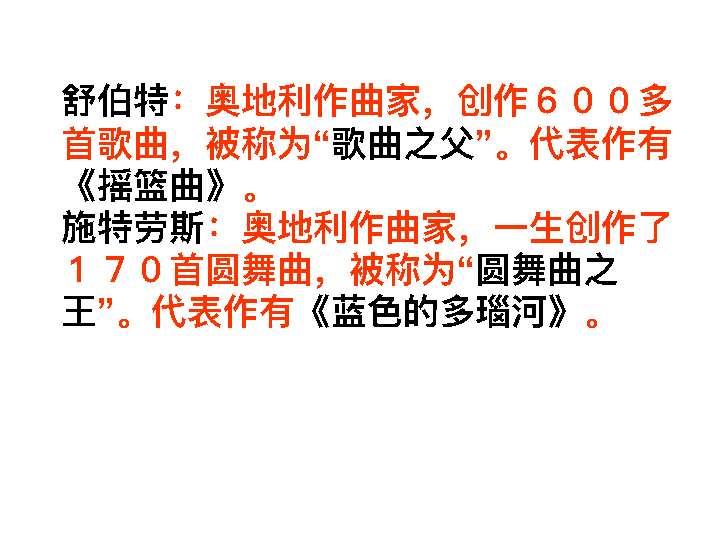 舒伯特：奥地利作曲家，创作６００多
首歌曲，被称为“歌曲之父”。代表作有
《摇篮曲》。
施特劳斯：奥地利作曲家，一生创作了
１７０首圆舞曲，被称为“圆舞曲之
王”。代表作有《蓝色的多瑙河》。